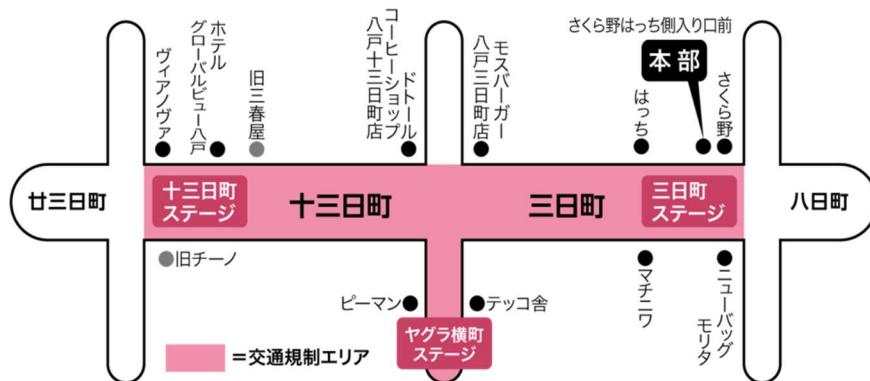 さくら野はっち側入り口前
本部
ヴィアノヴァ
ホテル
グローバルビュー八戸
旧三春屋
ドトール
コーヒーショップ
八戸十三日町店
モスバーガー
八戸三日町店
はっち
さくら野
廿三日町
十三日町
ステージ
十三日町
三日町
三日町
ステージ
八日町
旧チーノ
ピーマン
テッコ舎
マチニワ
ニューバッグ
モリタ
ヤグラ横町
ステージ
=交通規制エリア